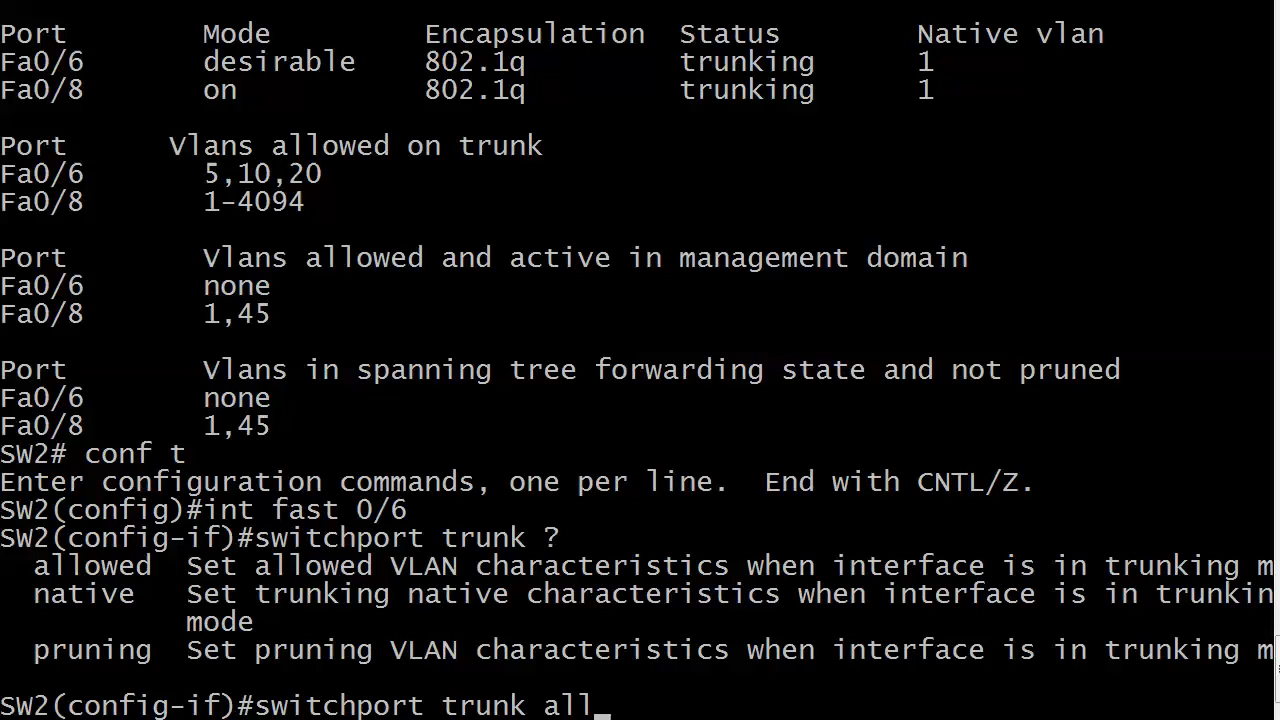 Port Mode Encapsulation Status Native vlan
Fa0/6 desirable 802.1q trunking 1
Fa0/8 on 802.1q trunking 1
Port Vlans allowed on trunk
Fa0/6 5,10,20
Fa0/8 1-4094
Port Vlans allowed and active in management domain
Fa0/6 none
Fa0/8 1,45
Port Vlans in spanning tree forwarding state and not pruned
Fa0/6 none
Fa0/8 1,45
SW2# conf t
Enter configuration commands, one per line. End with CNTL/Z.
SW2(config)#int fast 0/6
SW2(config-if)#switchport trunk ?
allowed Set allowed VLAN characteristics when interface is in trunking m
native Set trunking native characteristics when interface is in trunkin
mode
pruning Set pruning VLAN characteristics when interface is in trunking m
SW2(config-if)#switchport trunk all_